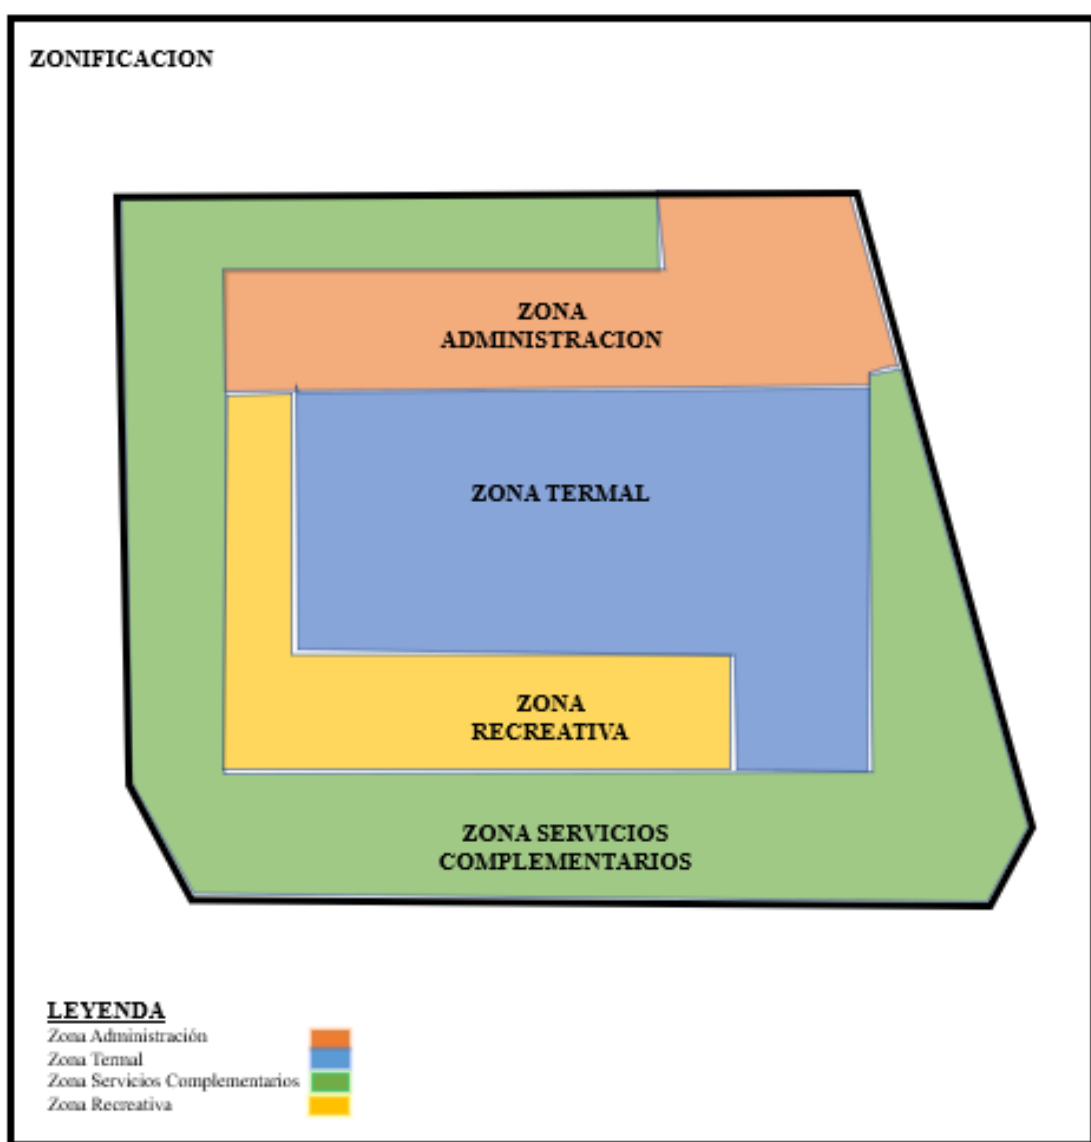 ZONIFICACION
ZONA
ADMINISTRACION
ZONA TERMAL
ZONA
RECREATIVA
ZONA SERVICIOS
COMPLEMENTARIOS
LEYENDA
Zona Administración
Zona Termal
Zona Servicios Complementarios
Zona Recreativa